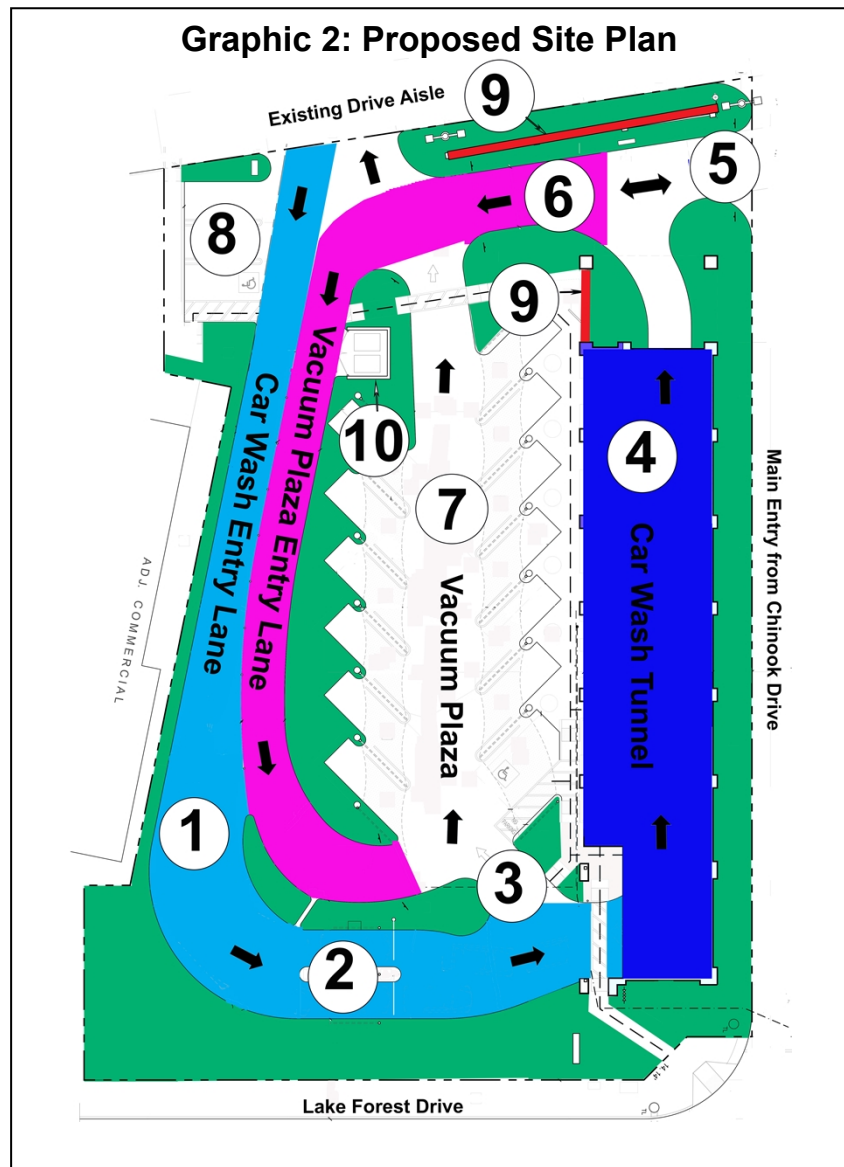 Graphic 2: Proposed Site Plan
Existing Drive Aisle
9
5
6
8
9
10
4
7
Vacuum Plaza Entry Lane
Car Wash Entry Lane
Vacuum Plaza
Car Wash Tunnel
Main Entry from Chinook Drive
ADJ. COMMERCIAL
1
3
2
14'-14"
Lake Forest Drive